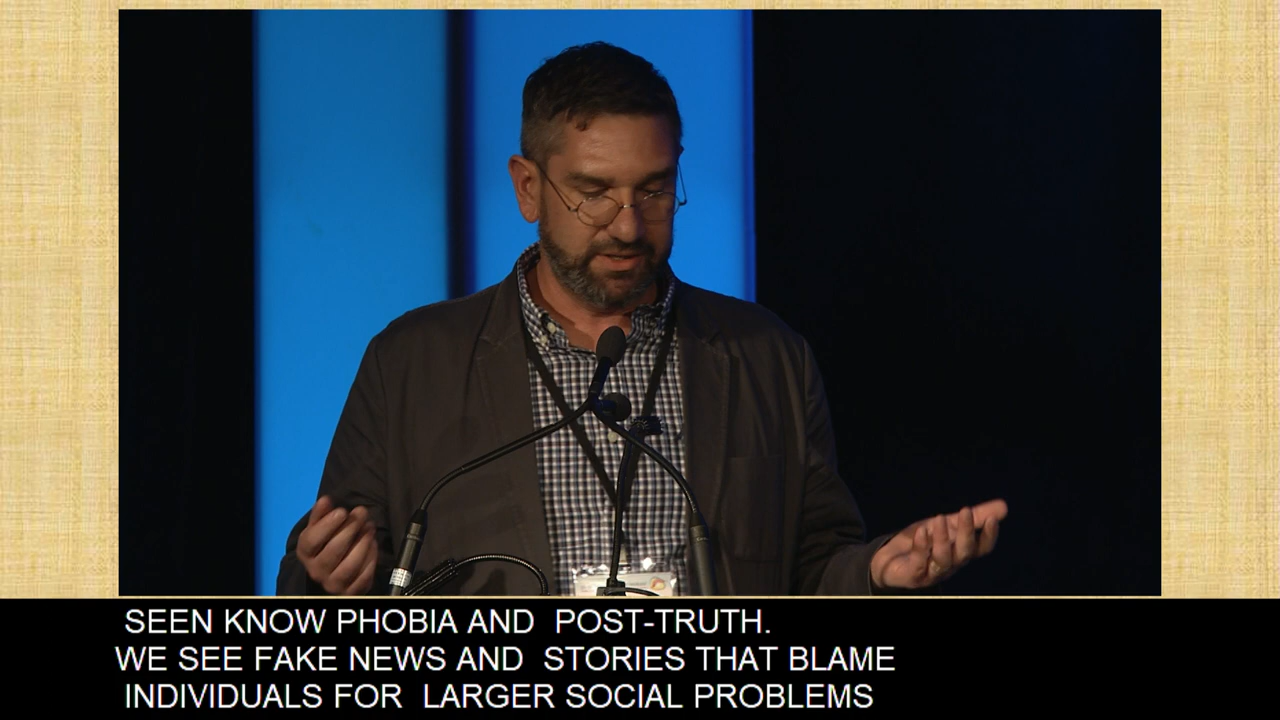 SEEN KNOW PHOBIA AND POST-TRUTH.
WE SEE FAKE NEWS AND STORIES THAT BLAME
INDIVIDUALS FOR LARGER SOCIAL PROBLEMS